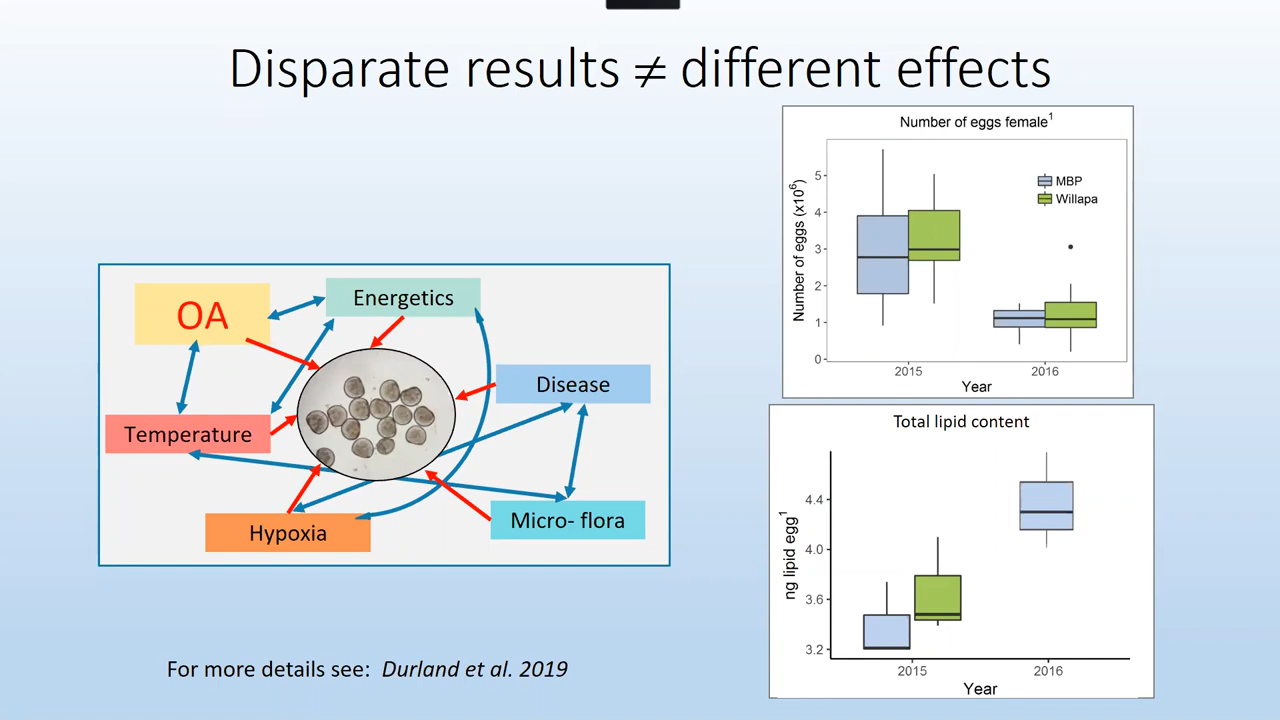 Disparate results ≠ different effects
OA
Energetics
Disease
Temperature
Micro- flora
Hypoxia
For more details see: Durland et al. 2019
Number of eggs female¹
Number of eggs (x10⁶)
5
4
3
2
1
0
MBP
Willapa
2015
2016
Year
Total lipid content
ng lipid egg¹
4.4
4.0
3.6
3.2
2015
2016
Year